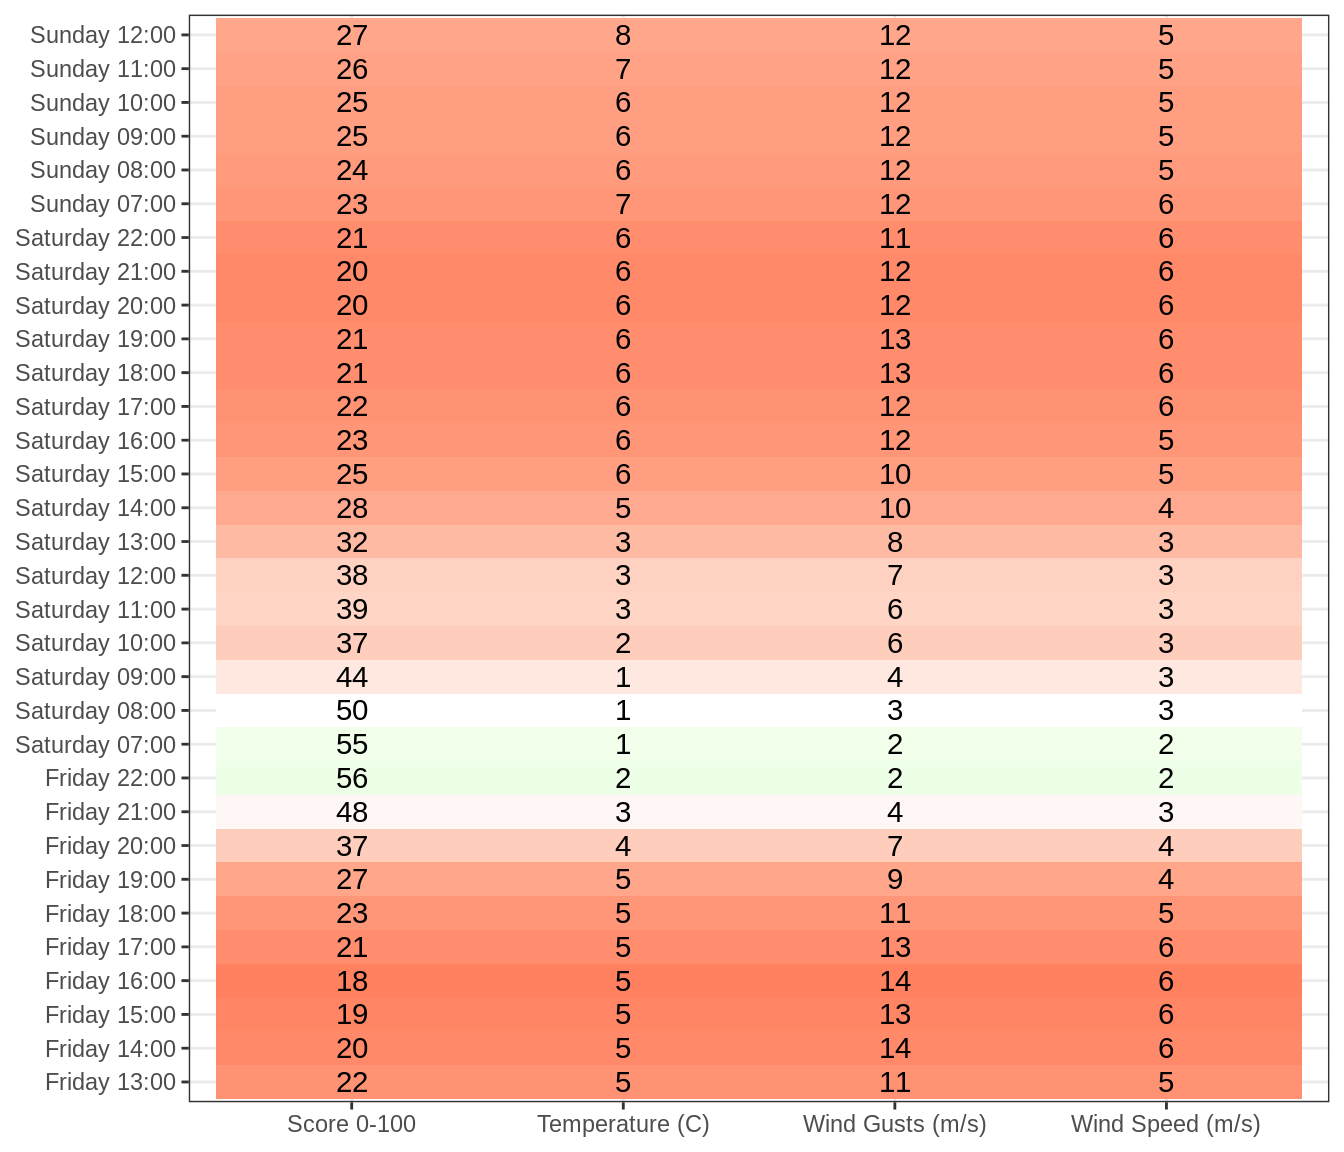 Sunday 12:00 27 8 12 5
Sunday 11:00 26 7 12 5
Sunday 10:00 25 6 12 5
Sunday 09:00 25 6 12 5
Sunday 08:00 24 6 12 5
Sunday 07:00 23 7 12 6
Saturday 22:00 21 6 11 6
Saturday 21:00 20 6 12 6
Saturday 20:00 20 6 12 6
Saturday 19:00 21 6 13 6
Saturday 18:00 21 6 13 6
Saturday 17:00 22 6 12 6
Saturday 16:00 23 6 12 5
Saturday 15:00 25 6 10 5
Saturday 14:00 28 5 10 4
Saturday 13:00 32 3 8 3
Saturday 12:00 38 3 7 3
Saturday 11:00 39 3 6 3
Saturday 10:00 37 2 6 3
Saturday 09:00 44 1 4 3
Saturday 08:00 50 1 3 3
Saturday 07:00 55 1 2 2
Friday 22:00 56 2 2 2
Friday 21:00 48 3 4 3
Friday 20:00 37 4 7 4
Friday 19:00 27 5 9 4
Friday 18:00 23 5 11 5
Friday 17:00 21 5 13 6
Friday 16:00 18 5 14 6
Friday 15:00 19 5 13 6
Friday 14:00 20 5 14 6
Friday 13:00 22 5 11 5
Score 0-100 Temperature (C) Wind Gusts (m/s) Wind Speed (m/s)